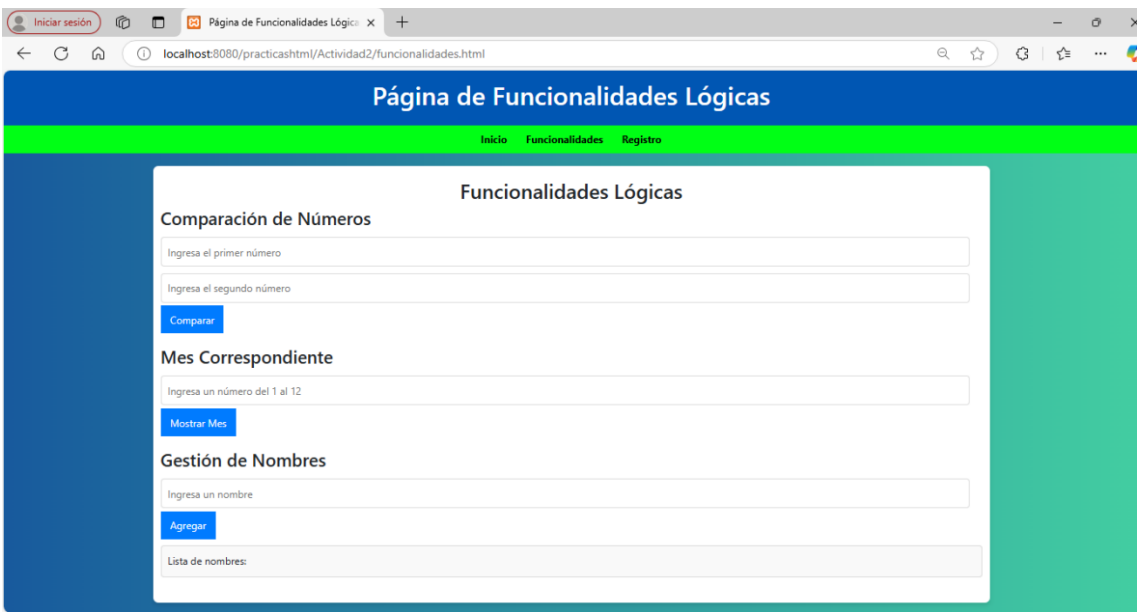 Iniciar sesión
Página de Funcionalidades Lógica
localhost:8080/practicashtml/Actividad2/funcionalidades.html
Página de Funcionalidades Lógicas
Inicio Funcionalidades Registro
Funcionalidades Lógicas
Comparación de Números
Ingresa el primer número
Ingresa el segundo número
Comparar
Mes Correspondiente
Ingresa un número del 1 al 12
Mostrar Mes
Gestión de Nombres
Ingresa un nombre
Agregar
Lista de nombres: